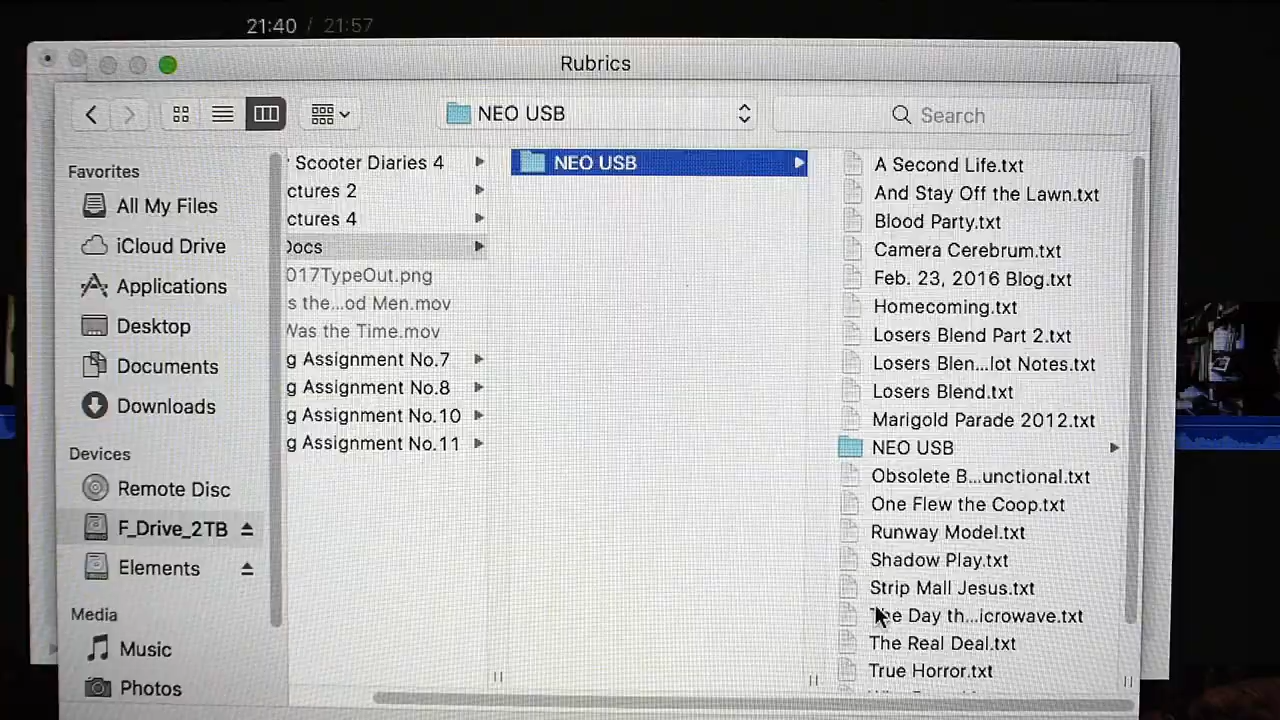 21:40 / 21:57
Rubrics
NEO USB
Search
Favorites
All My Files
iCloud Drive
Applications
Desktop
Documents
Downloads
Devices
Remote Disc
F_Drive_2TB
Elements
Media
Music
Photos
Scooter Diaries 4
ctures 2
ctures 4
Docs
017TypeOut.png
s the...od Men.mov
Was the Time.mov
g Assignment No.7
g Assignment No.8
g Assignment No.10
g Assignment No.11
NEO USB
A Second Life.txt
And Stay Off the Lawn.txt
Blood Party.txt
Camera Cerebrum.txt
Feb. 23, 2016 Blog.txt
Homecoming.txt
Losers Blend Part 2.txt
Losers Blen...lot Notes.txt
Losers Blend.txt
Marigold Parade 2012.txt
NEO USB
Obsolete B...unctional.txt
One Flew the Coop.txt
Runway Model.txt
Shadow Play.txt
Strip Mall Jesus.txt
The Day th...icrowave.txt
The Real Deal.txt
True Horror.txt